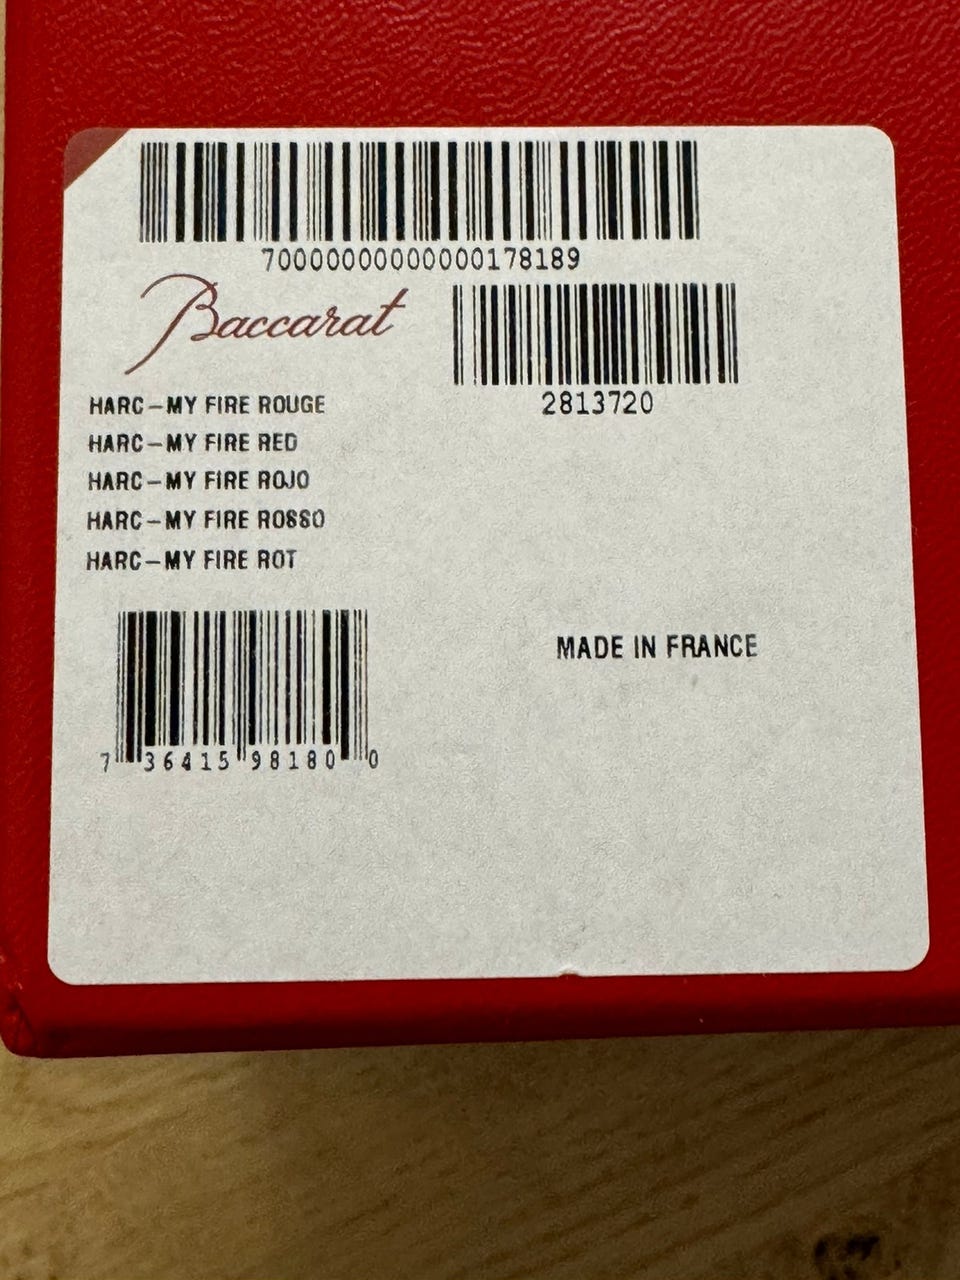 70000000000000178189
Baccarat
2813720
HARC-MY FIRE ROUGE
HARC-MY FIRE RED
HARC-MY FIRE ROJO
HARC-MY FIRE ROSSO
HARC-MY FIRE ROT
MADE IN FRANCE
7 36415 98180 0